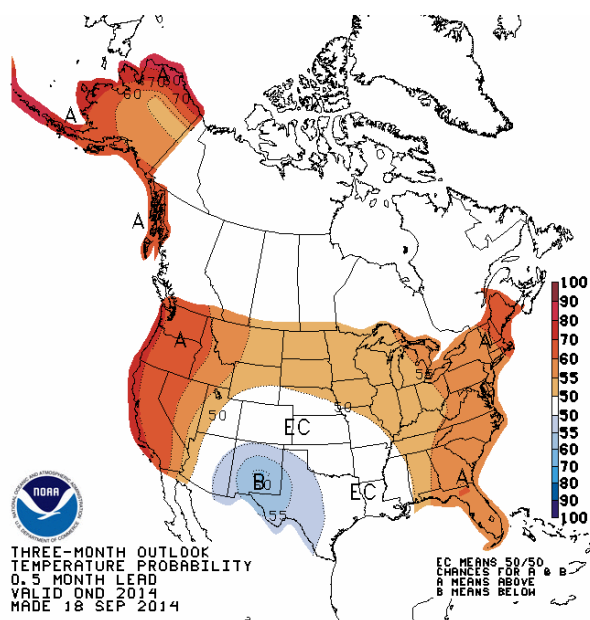 A
70
60
A
60
70
A
A
A
55
50
50
EC
A
B
60
EC
55
A
100
90
80
70
60
55
50
50
55
60
70
80
90
100
NATIONAL OCEANIC AND ATMOSPHERIC ADMINISTRATION
NOAA
U.S. DEPARTMENT OF COMMERCE
THREE-MONTH OUTLOOK
TEMPERATURE PROBABILITY
0.5 MONTH LEAD
VALID OND 2014
MADE 18 SEP 2014
EC MEANS 50/50
CHANCES FOR A & B
A MEANS ABOVE
B MEANS BELOW